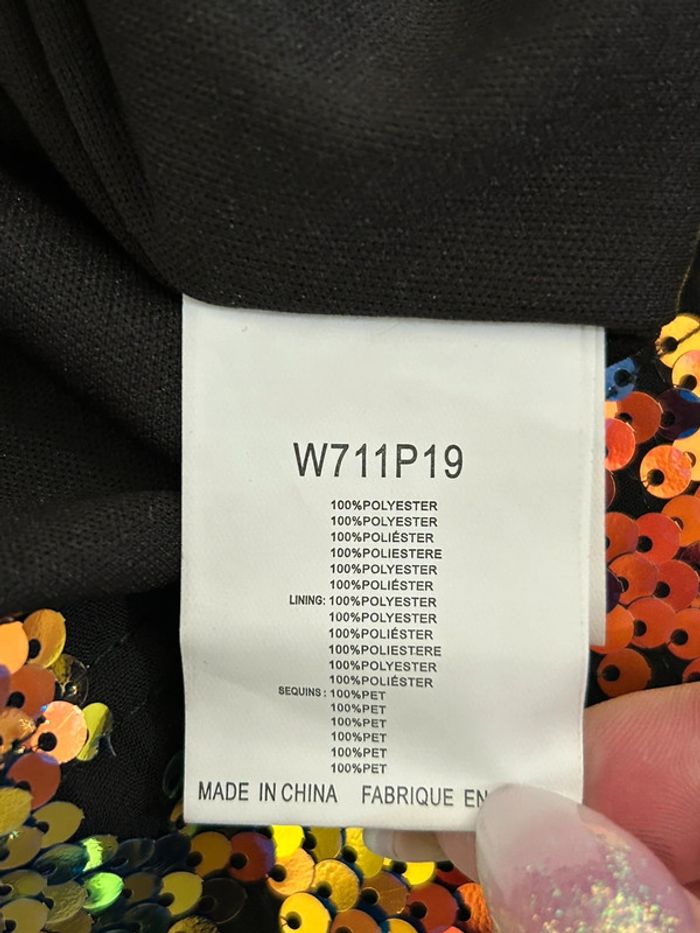 W711P19
100%POLYESTER
100%POLYESTER
100%POLIÉSTER
100%POLIESTERE
100%POLYESTER
100%POLIÉSTER
LINING: 100%POLYESTER
100%POLYESTER
100%POLIÉSTER
100%POLIESTERE
100%POLYESTER
100%POLIÉSTER
SEQUINS: 100%PET
100%PET
100%PET
100%PET
100%PET
100%PET
MADE IN CHINA FABRIQUE EN